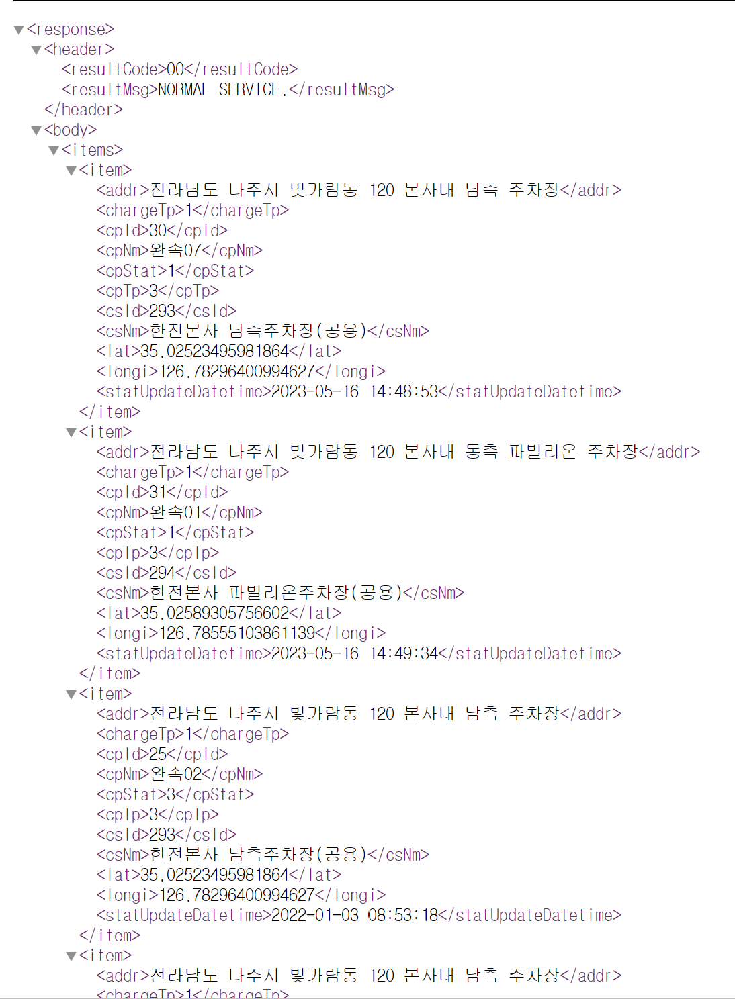 ▼<response>
▼<header>
<resultCode>00</resultCode>
<resultMsg>NORMAL SERVICE.</resultMsg>
</header>
▼<body>
▼<items>
▼<item>
<addr>전라남도 나주시 빛가람동 120 본사내 남측 주차장</addr>
<chargeTp>1</chargeTp>
<cpId>30</cpId>
<cpNm>완속07</cpNm>
<cpStat>1</cpStat>
<cpTp>3</cpTp>
<csId>293</csId>
<csNm>한전본사 남측주차장(공용)</csNm>
<lat>35.02523495981864</lat>
<longi>126.78296400994627</longi>
<statUpdateDatetime>2023-05-16 14:48:53</statUpdateDatetime>
</item>
▼<item>
<addr>전라남도 나주시 빛가람동 120 본사내 동측 파빌리온 주차장</addr>
<chargeTp>1</chargeTp>
<cpId>31</cpId>
<cpNm>완속01</cpNm>
<cpStat>1</cpStat>
<cpTp>3</cpTp>
<csId>294</csId>
<csNm>한전본사 파빌리온주차장(공용)</csNm>
<lat>35.02589305756602</lat>
<longi>126.78555103861139</longi>
<statUpdateDatetime>2023-05-16 14:49:34</statUpdateDatetime>
</item>
▼<item>
<addr>전라남도 나주시 빛가람동 120 본사내 남측 주차장</addr>
<chargeTp>1</chargeTp>
<cpId>25</cpId>
<cpNm>완속02</cpNm>
<cpStat>3</cpStat>
<cpTp>3</cpTp>
<csId>293</csId>
<csNm>한전본사 남측주차장(공용)</csNm>
<lat>35.02523495981864</lat>
<longi>126.78296400994627</longi>
<statUpdateDatetime>2022-01-03 08:53:18</statUpdateDatetime>
</item>
▼<item>
<addr>전라남도 나주시 빛가람동 120 본사내 남측 주차장</addr>
<chargeTp>1</chargeTp>